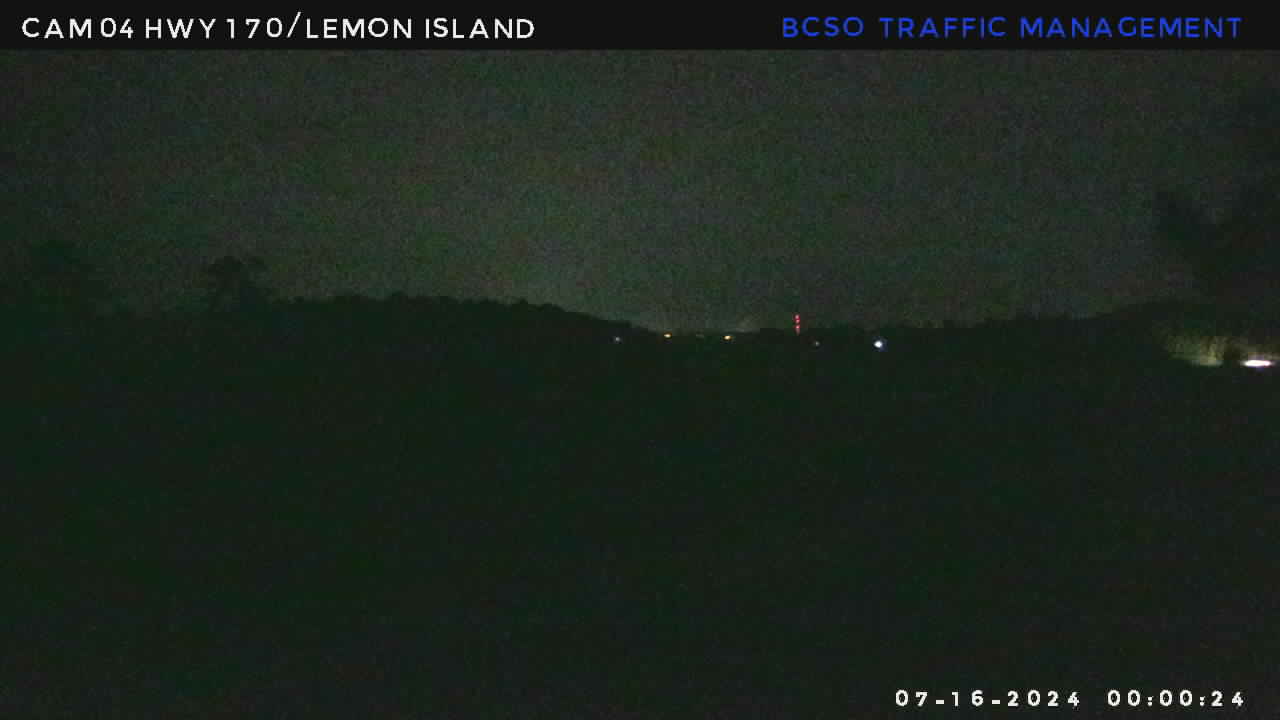 CAM04 HWY 170/LEMON ISLAND BCSO TRAFFIC MANAGEMENT
07-16-2024 00:00:24